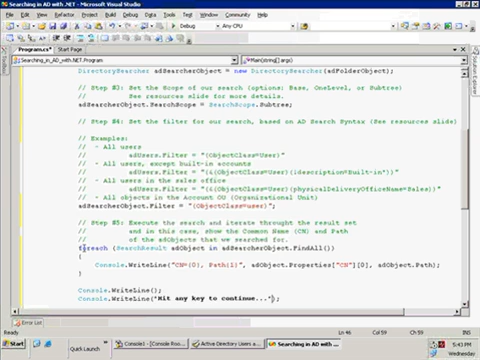 Searching in AD with .NET - Microsoft Visual Studio
File Edit View Refactor Project Build Debug Data Tools Test Window Community Help
Debug Any CPU
Program.cs* Start Page
Searching_in_AD_with_.NET.Program Main(string[] args)
DirectorySearcher adSearcherObject = new DirectorySearcher(adFolderObject);
// Step #3: Set the Scope of our search (options: Base, OneLevel, or Subtree)
// See resources slide for more details.
adSearcherObject.SearchScope = SearchScope.Subtree;
// Step #4: Set the filter for our search, based on AD Search Syntax (See resources slide)
// Examples:
// - All users
// adUsers.Filter = "(ObjectClass=User)"
// - All users, except built-in accounts
// adUsers.Filter = "(&(ObjectClass=User)(!description=Built-in*))"
// - All users in the sales office
// adUsers.Filter = "(&(ObjectClass=User)(physicalDeliveryOfficeName=Sales))"
// - All objects in the Account OU (Organizational Unit)
adSearcherObject.Filter = "(ObjectClass=user)";
// Step #5: Execute the search and iterate throught the result set
// and in this case, show the Common Name (CN) and Path
// of the adObjects that we searched for.
foreach (SearchResult adObject in adSearcherObject.FindAll())
{
Console.WriteLine("CN={0}, Path{1}", adObject.Properties["CN"][0], adObject.Path);
}
Console.WriteLine();
Console.WriteLine("Hit any key to continue...");
Error List
Ready Ln 46 Col 59 Ch 59 INS
Start Quick Launch Console1 - [Console Roo... Active Directory Users a... Searching in AD with ... 5:43 PM
Wednesday